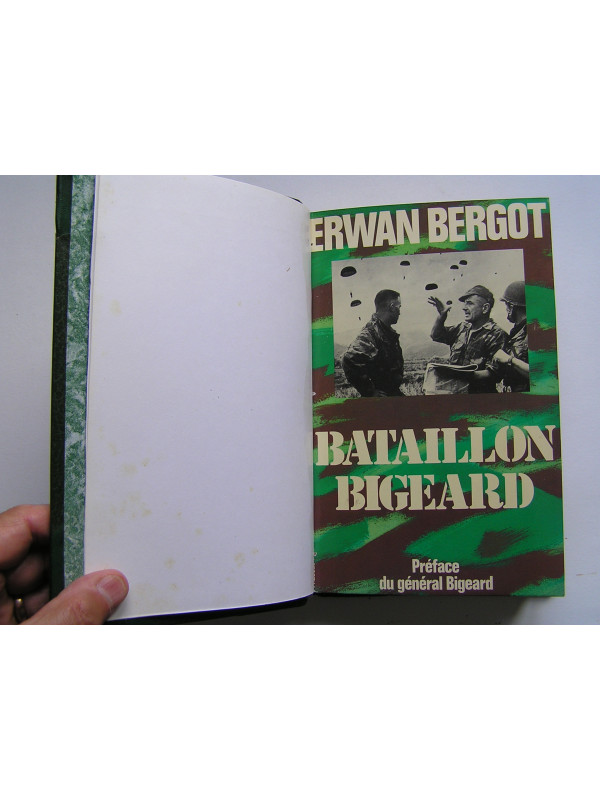 ERWAN BERGOT
BATAILLON
BIGEARD
Préface
du général Bigeard